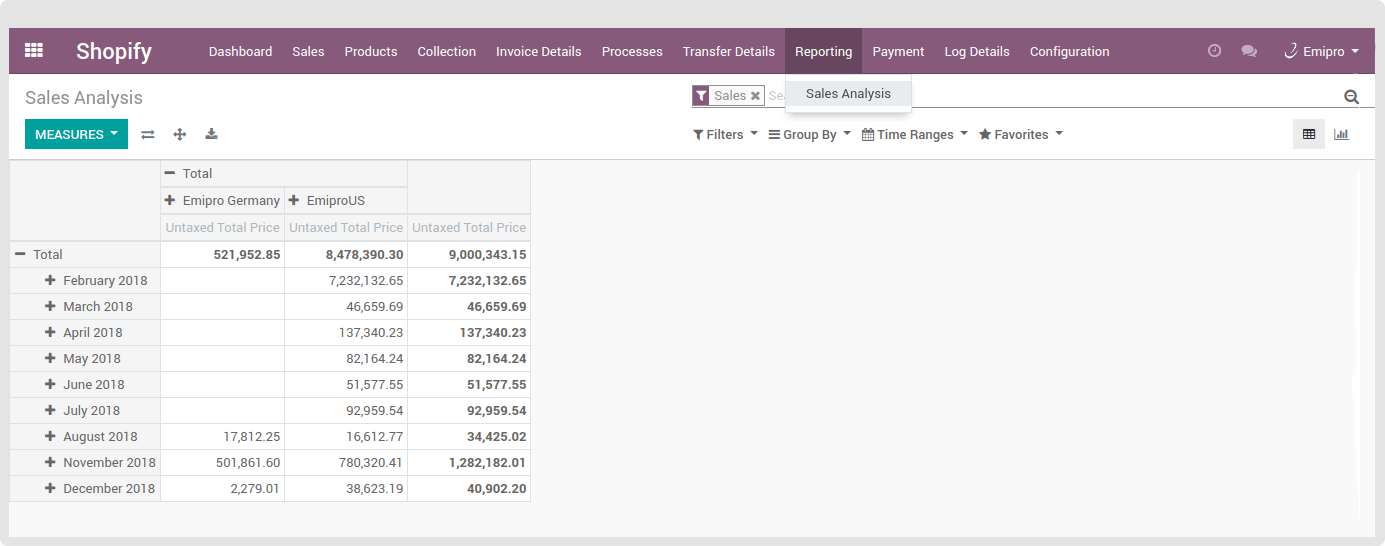 Shopify Dashboard Sales Products Collection Invoice Details Processes Transfer Details Reporting Payment Log Details Configuration Emipro
Sales Analysis Sales Sales Analysis
MEASURES Filters Group By Time Ranges Favorites
Total
Emipro Germany EmiproUS
Untaxed Total Price Untaxed Total Price Untaxed Total Price
Total 521,952.85 8,478,390.30 9,000,343.15
February 2018 7,232,132.65 7,232,132.65
March 2018 46,659.69 46,659.69
April 2018 137,340.23 137,340.23
May 2018 82,164.24 82,164.24
June 2018 51,577.55 51,577.55
July 2018 92,959.54 92,959.54
August 2018 17,812.25 16,612.77 34,425.02
November 2018 501,861.60 780,320.41 1,282,182.01
December 2018 2,279.01 38,623.19 40,902.20